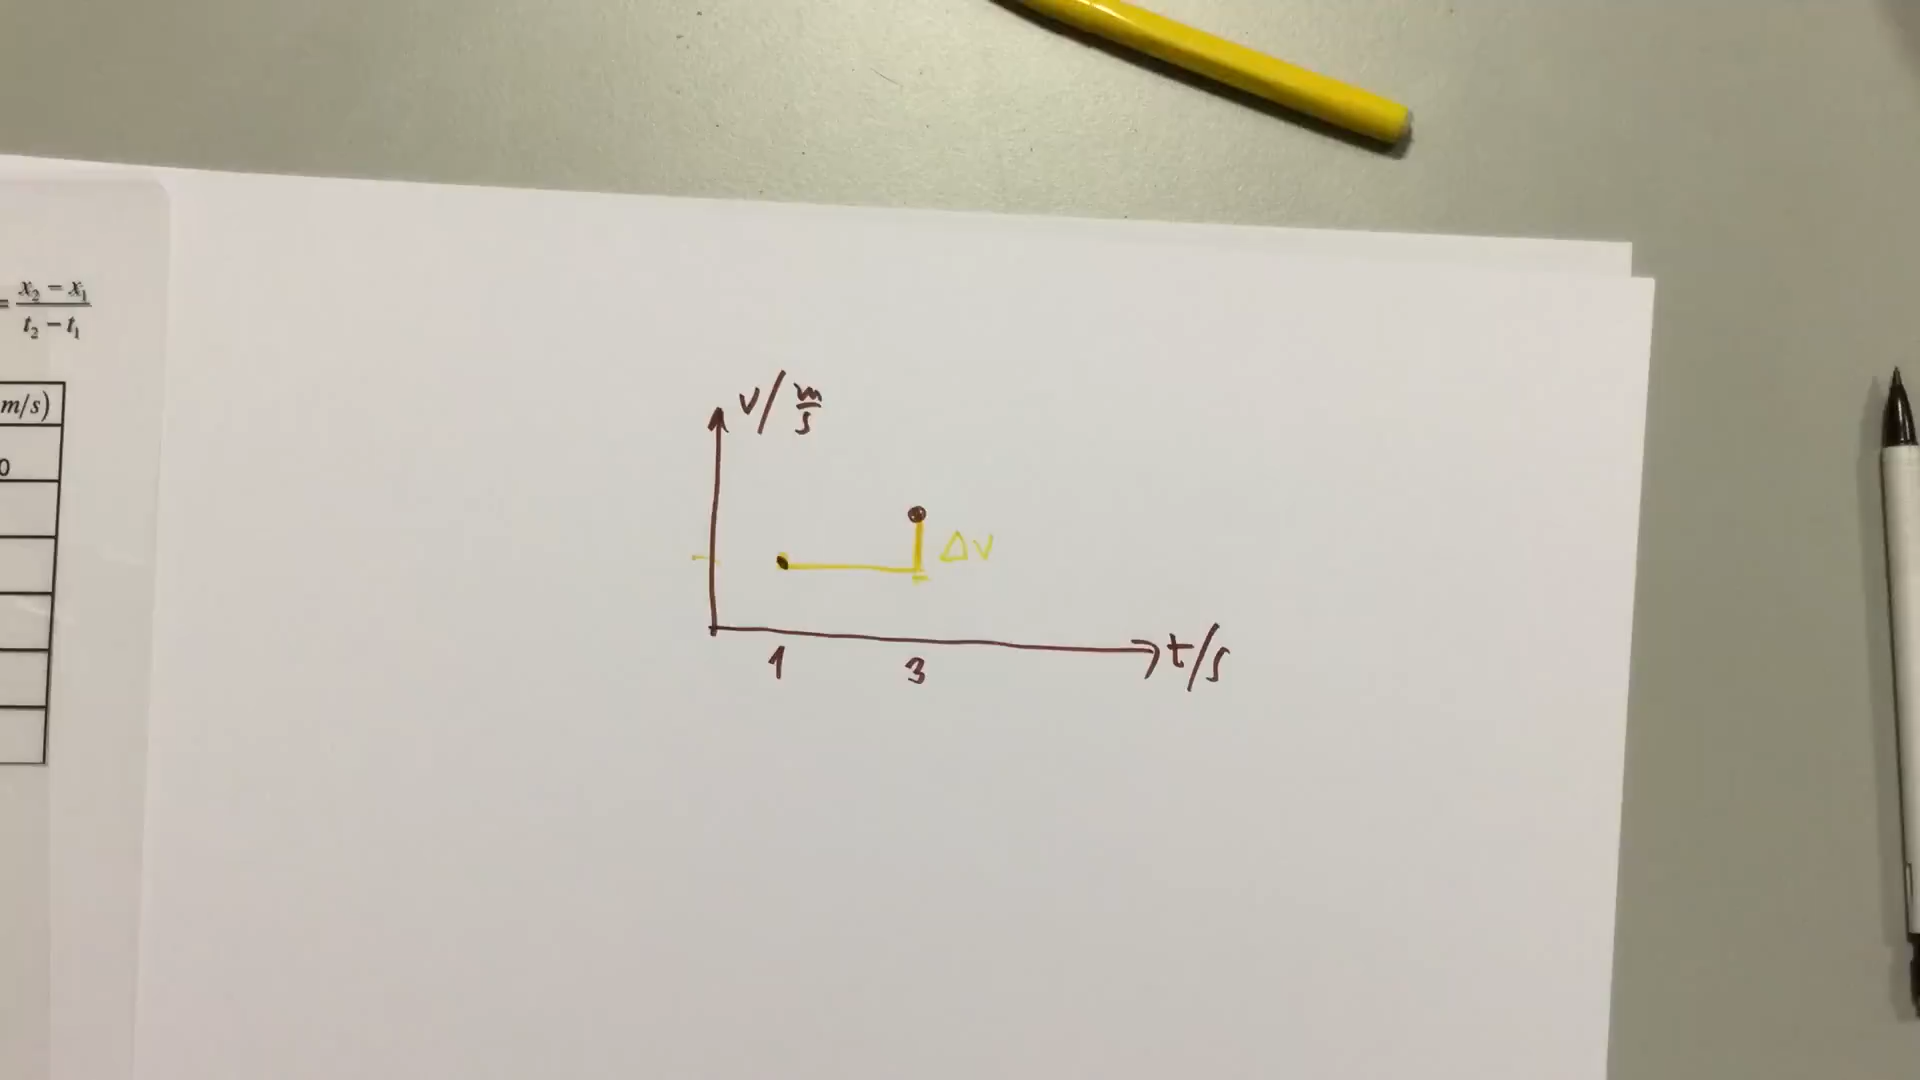 = x₂ − x₁
t₂ − t₁
m/s)
0
v/ m/s
Δv
1 3
t/s